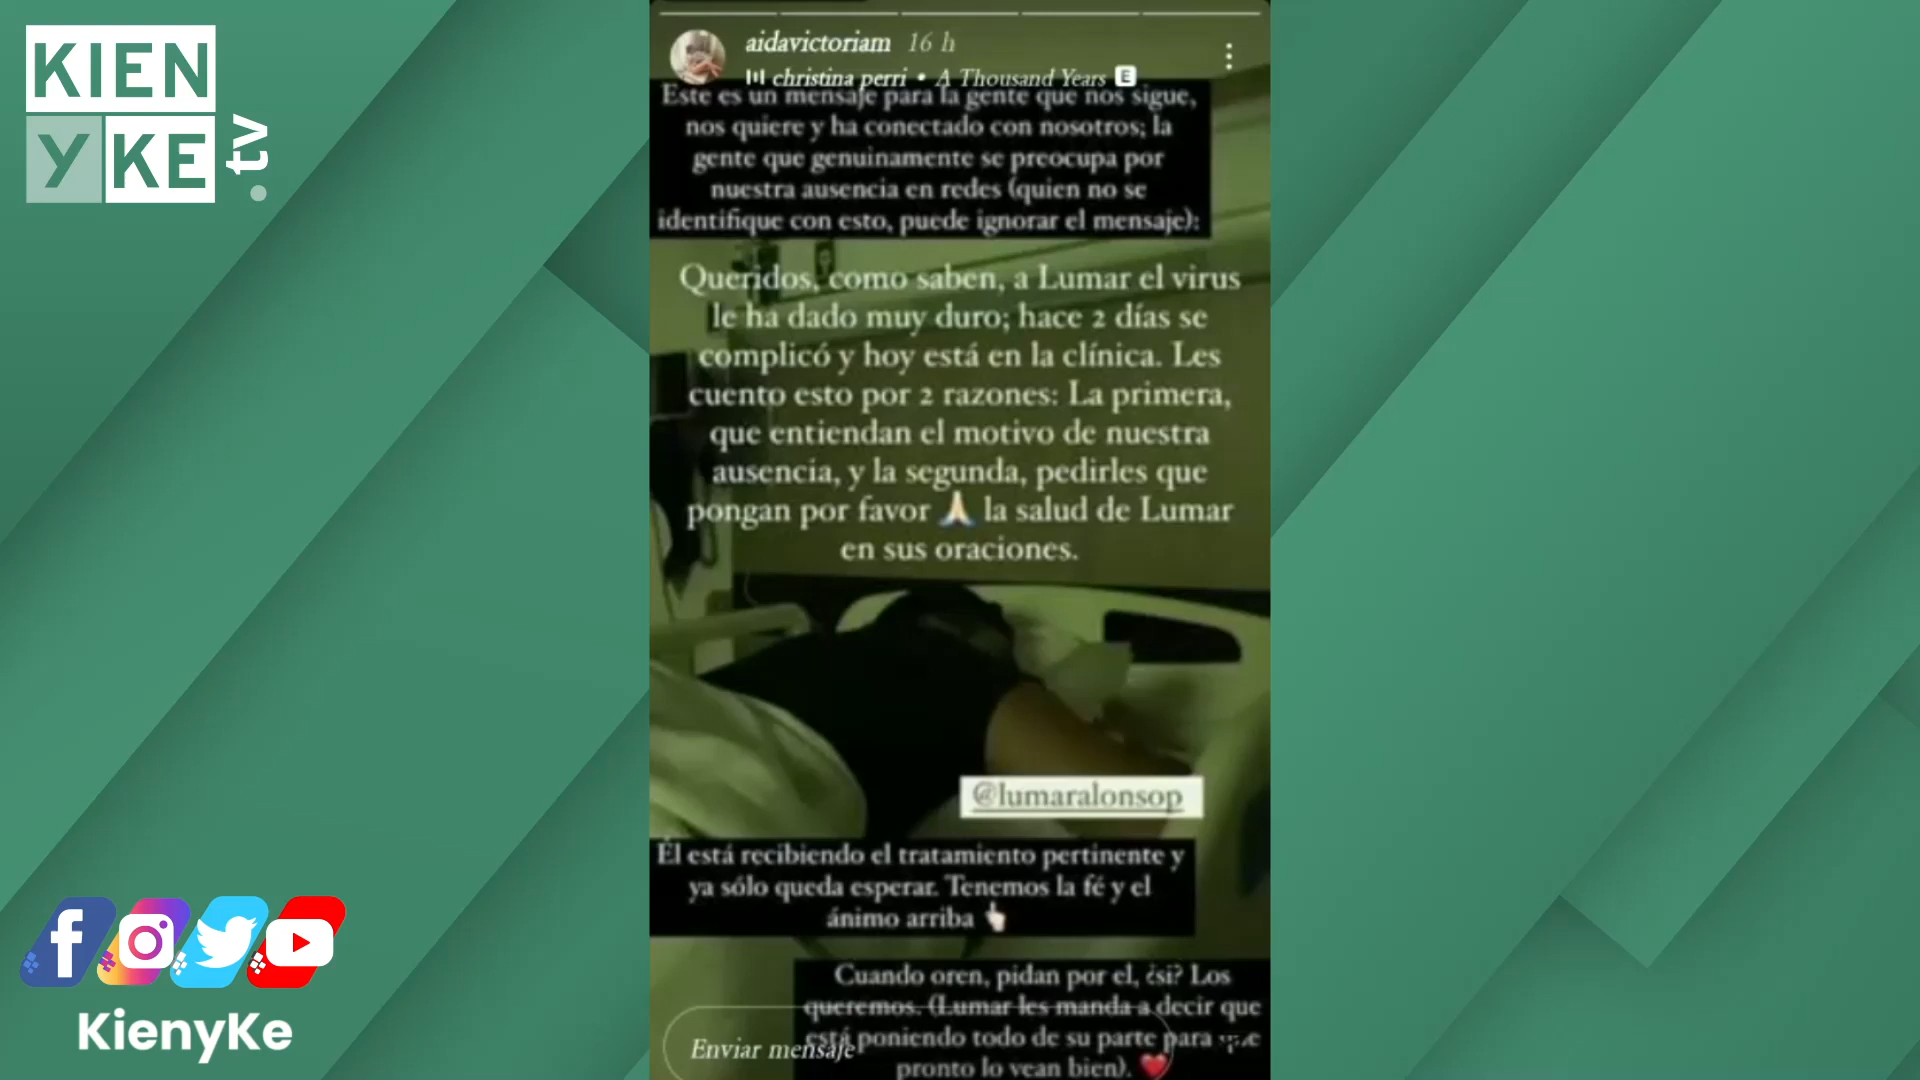 KIEN
YKE
.tv
aidavictoriam 16 h
christina perri • A Thousand Years E
Este es un mensaje para la gente que nos sigue,
nos quiere y ha conectado con nosotros; la
gente que genuinamente se preocupa por
nuestra ausencia en redes (quien no se
identifique con esto, puede ignorar el mensaje):
Queridos, como saben, a Lumar el virus
le ha dado muy duro; hace 2 días se
complicó y hoy está en la clínica. Les
cuento esto por 2 razones: La primera,
que entiendan el motivo de nuestra
ausencia, y la segunda, pedirles que
pongan por favor 🙏🏻 la salud de Lumar
en sus oraciones.
@lumaralonsop
Él está recibiendo el tratamiento pertinente y
ya sólo queda esperar. Tenemos la fé y el
ánimo arriba 👆🏻
Cuando oren, pidan por el, ¿si? Los
queremos. (Lumar les manda a decir que
está poniendo todo de su parte para
pronto lo vean bien). ❤️
Enviar mensaje
KienyKe